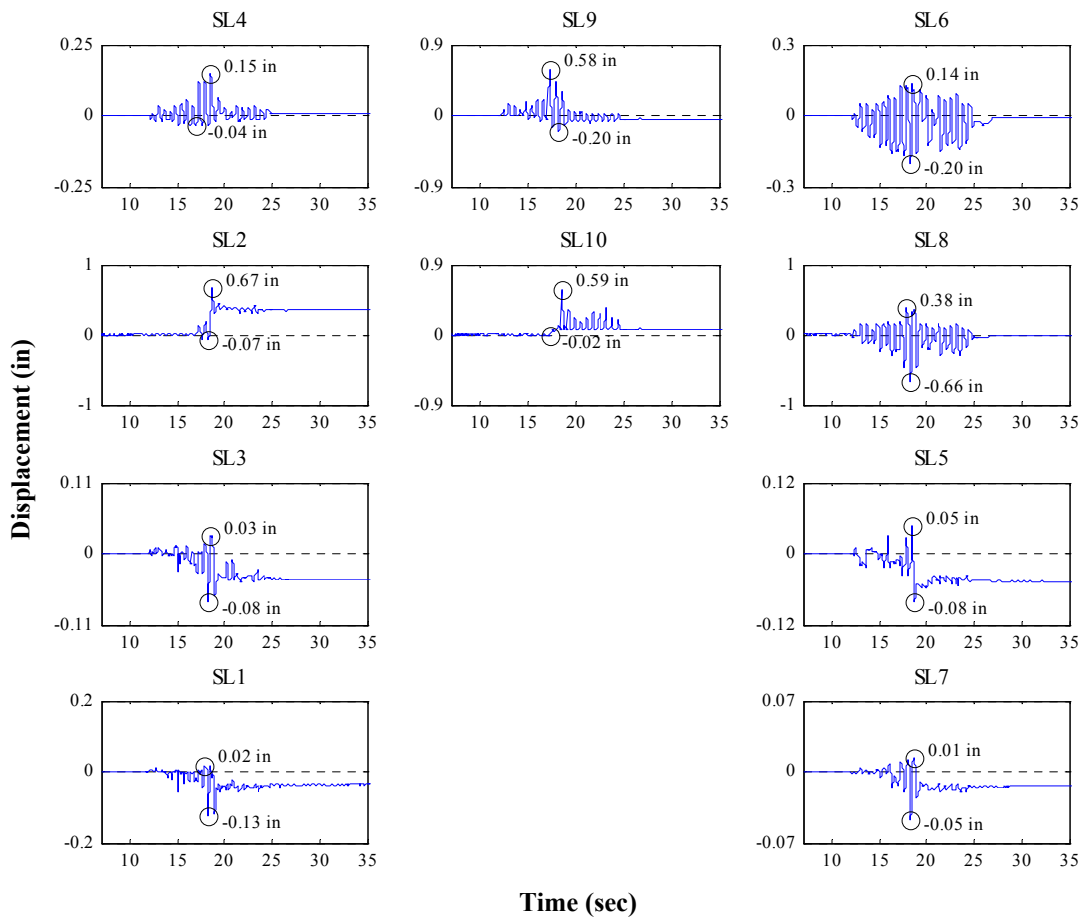 SL4
0.25
0
-0.25
0.15 in
-0.04 in
10 15 20 25 30 35
SL9
0.9
0
-0.9
0.58 in
-0.20 in
10 15 20 25 30 35
SL6
0.3
0
-0.3
0.14 in
-0.20 in
10 15 20 25 30 35
SL2
1
0
-1
0.67 in
-0.07 in
10 15 20 25 30 35
SL10
0.9
0
-0.9
0.59 in
-0.02 in
10 15 20 25 30 35
SL8
1
0
-1
0.38 in
-0.66 in
10 15 20 25 30 35
SL3
0.11
0
-0.11
0.03 in
-0.08 in
10 15 20 25 30 35
SL5
0.12
0
-0.12
0.05 in
-0.08 in
10 15 20 25 30 35
SL1
0.2
0
-0.2
0.02 in
-0.13 in
10 15 20 25 30 35
SL7
0.07
0
-0.07
0.01 in
-0.05 in
10 15 20 25 30 35
Displacement (in)
Time (sec)